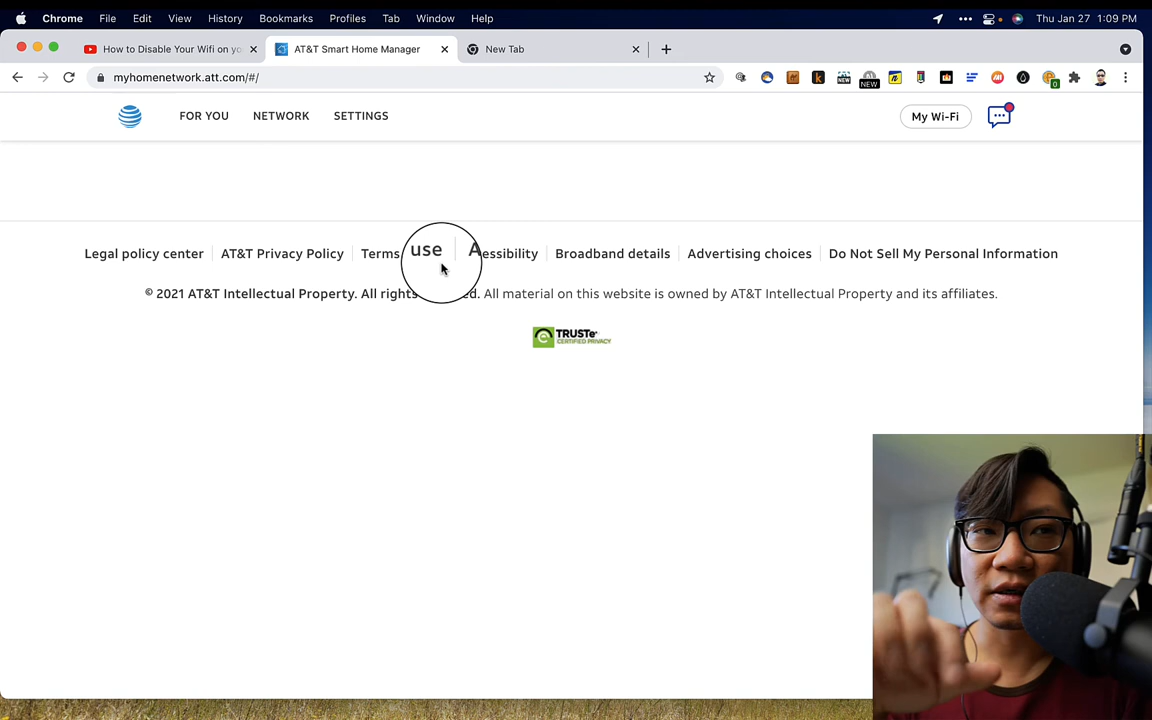 Chrome File Edit View History Bookmarks Profiles Tab Window Help Thu Jan 27 1:09 PM
How to Disable Your Wifi on yo AT&T Smart Home Manager New Tab
myhomenetwork.att.com/#/
NEW NEW 0
FOR YOU NETWORK SETTINGS My Wi-Fi
Legal policy center AT&T Privacy Policy Terms use A essibility Broadband details Advertising choices Do Not Sell My Personal Information
© 2021 AT&T Intellectual Property. All rights d. All material on this website is owned by AT&T Intellectual Property and its affiliates.
TRUSTe
CERTIFIED PRIVACY